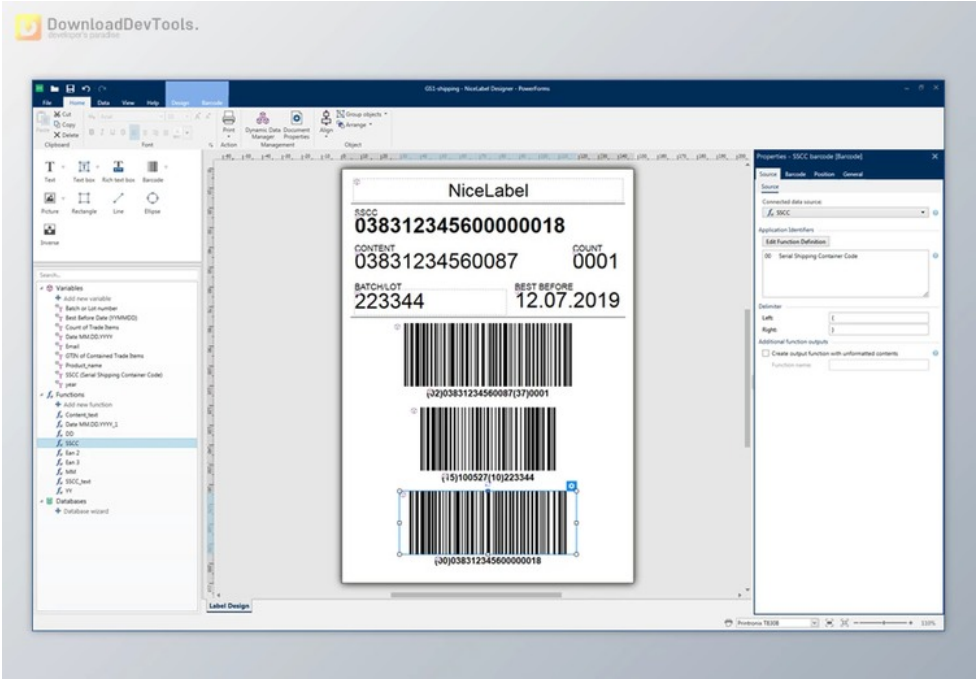 DownloadDevTools.
developer's paradise
GS1-shipping - NiceLabel Designer - PowerForms
File Home Data View Help Design Barcode
Paste Cut Copy Delete
Clipboard
Arial
B I U
Font
Print
Action
Dynamic Data Manager Document Properties
Management
Align Group objects Arrange
Object
Text Text box Rich text box Barcode
Picture Rectangle Line Ellipse
Inverse
Search...
Variables
Add new variable
Batch or Lot number
Best Before Date (YYMMDD)
Count of Trade Items
Date MM.DD.YYYY
Email
GTIN of Contained Trade Items
Product_name
SSCC (Serial Shipping Container Code)
year
Functions
Add new function
Content_text
Date MM.DD.YYYY_1
DD
SSCC
Ean 2
Ean 3
MM
SSCC_text
YY
Databases
Database wizard
NiceLabel
SSCC
038312345600000018
CONTENT COUNT
03831234560087 0001
BATCH/LOT BEST BEFORE
223344 12.07.2019
(02)03831234560087(37)0001
(15)100527(10)223344
(00)038312345600000018
Label Design
Properties - SSCC barcode [Barcode]
Source Barcode Position General
Source
Connected data source:
SSCC
Application Identifiers
Edit Function Definition
00 Serial Shipping Container Code
Delimiter
Left: (
Right: )
Additional function outputs
Create output function with unformatted contents
Function name:
Printronix T8308
110%